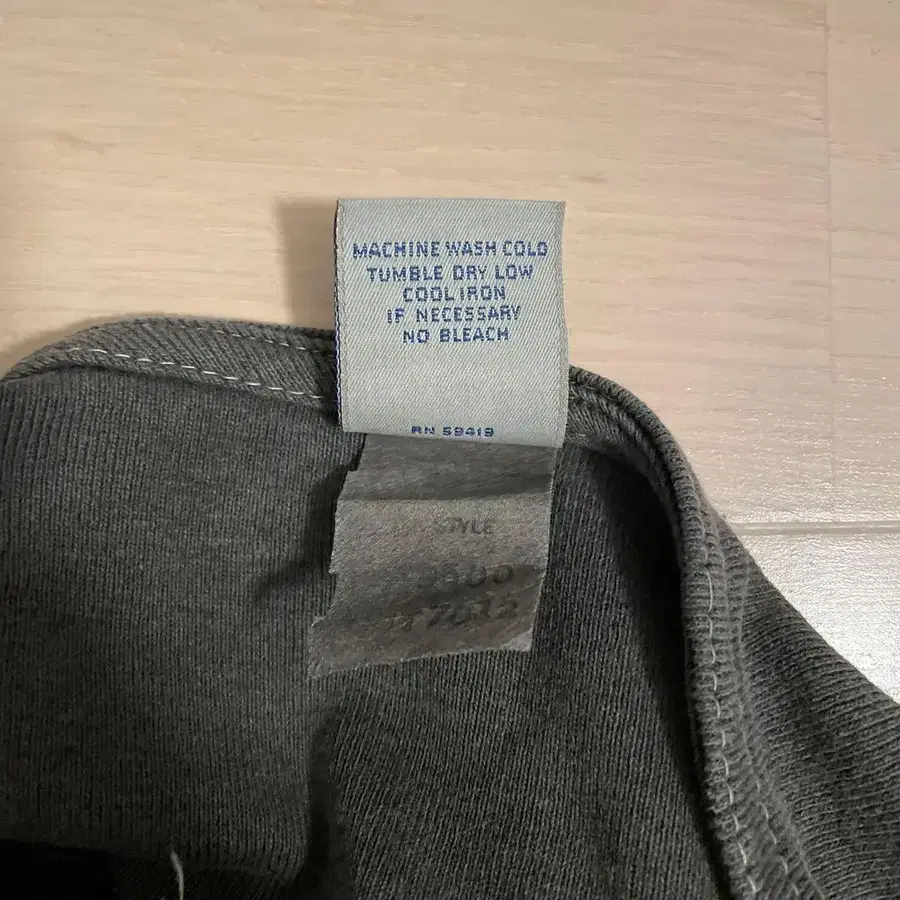 MACHINE WASH COLD
TUMBLE DRY LOW
COOL IRON
IF NECESSARY
NO BLEACH
RN 59419
STYLE